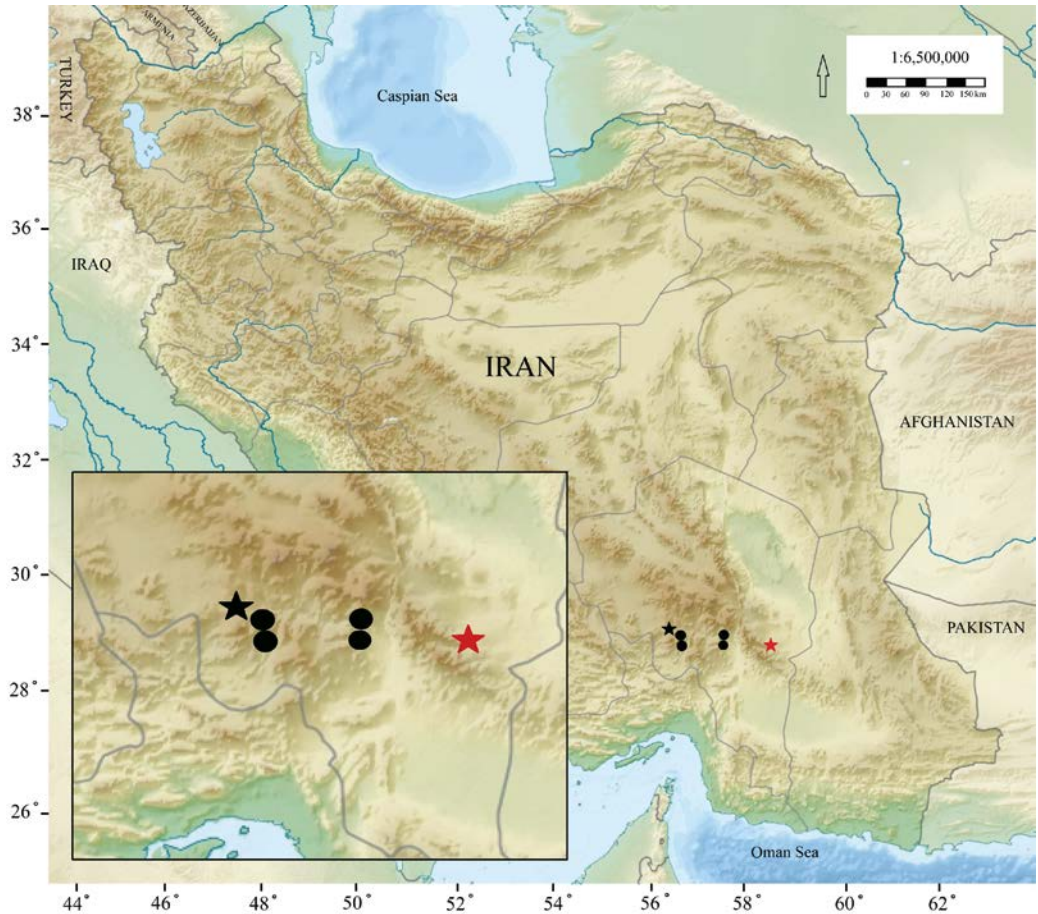 ARMENIA
AZERBAIJAN
TURKEY
Caspian Sea
1:6,500,000
0 30 60 90 120 150 km
38°
36°
IRAQ
34°
IRAN
AFGHANISTAN
32°
30°
PAKISTAN
28°
26°
Oman Sea
44° 46° 48° 50° 52° 54° 56° 58° 60° 62°